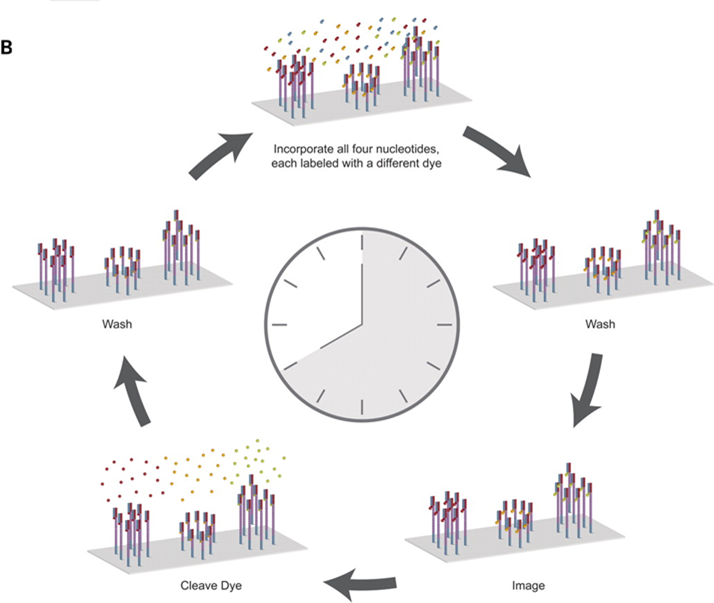 B
Incorporate all four nucleotides,
each labeled with a different dye
Wash
Wash
Cleave Dye
Image